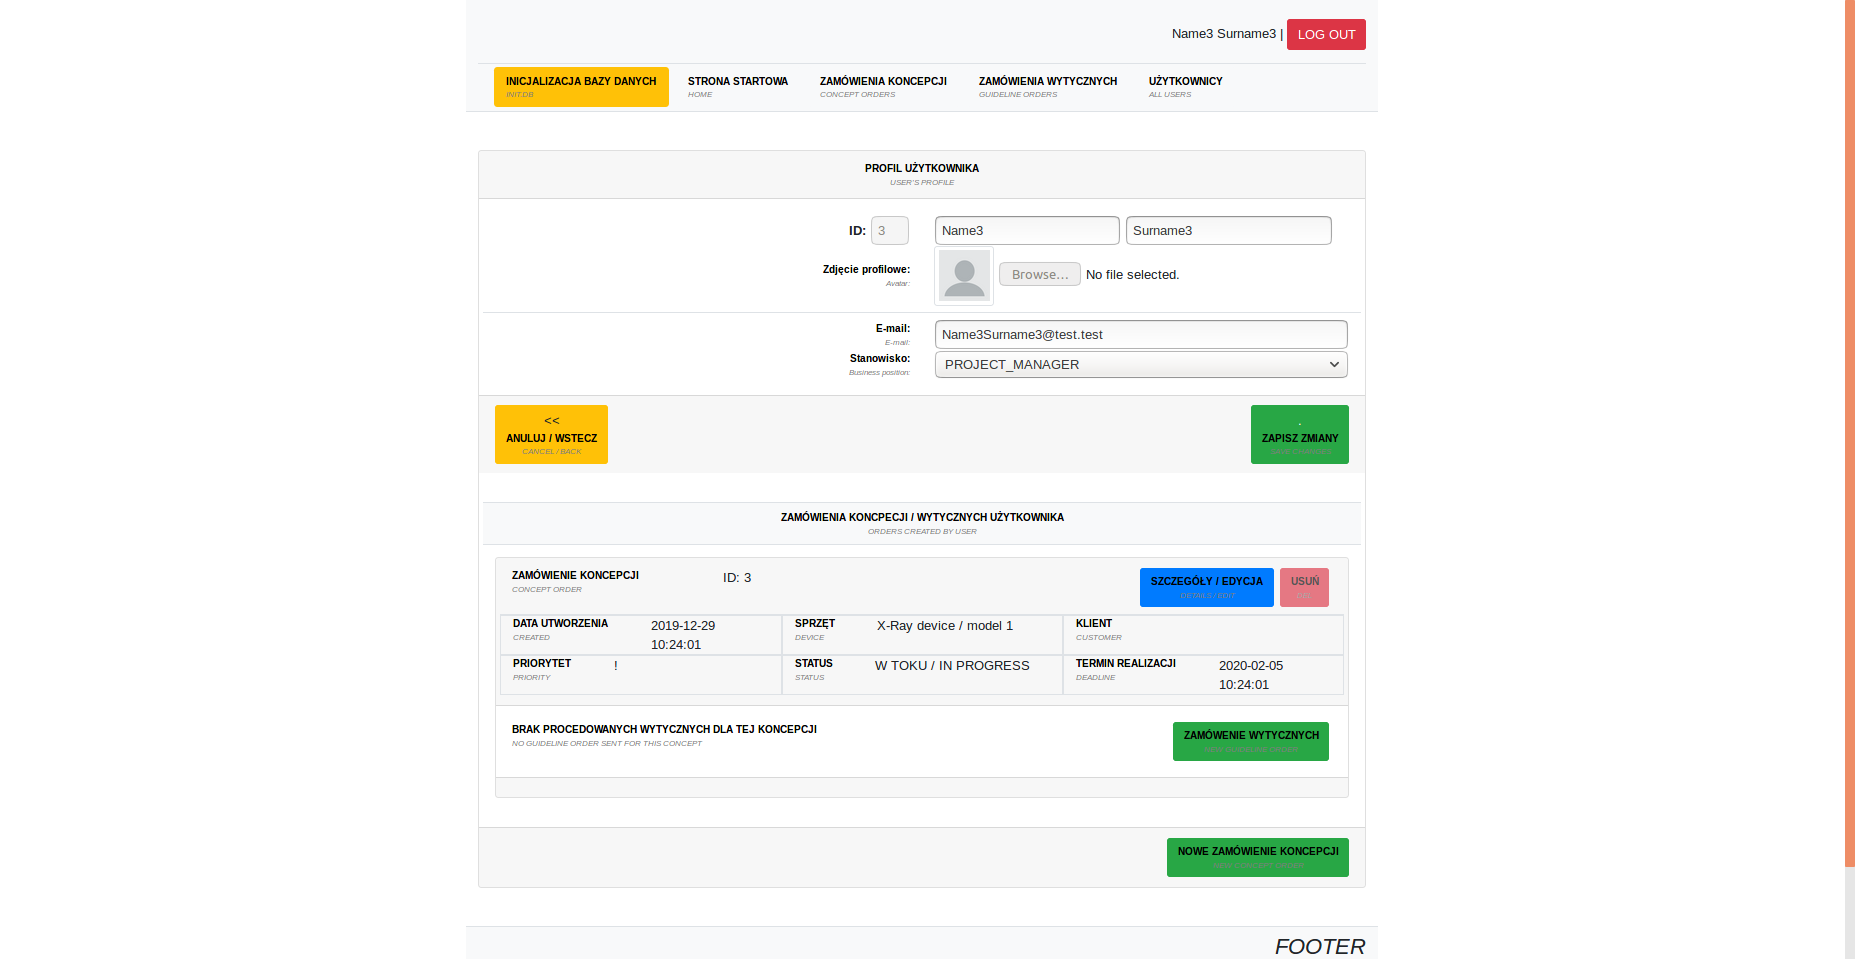 Name3 Surname3 | LOG OUT
INICJALIZACJA BAZY DANYCH STRONA STARTOWA ZAMÓWIENIA KONCEPCJI ZAMÓWIENIA WYTYCZNYCH UŻYTKOWNICY
INIT.DB HOME CONCEPT ORDERS GUIDELINE ORDERS ALL USERS
PROFIL UŻYTKOWNIKA
USER'S PROFILE
ID: 3 Name3 Surname3
Zdjęcie profilowe:
Avatar:
Browse... No file selected.
E-mail:
E-mail:
Name3Surname3@test.test
Stanowisko:
Business position:
PROJECT_MANAGER
<< .
ANULUJ / WSTECZ ZAPISZ ZMIANY
CANCEL / BACK
ZAMÓWIENIA KONCPECJI / WYTYCZNYCH UŻYTKOWNIKA
ORDERS CREATED BY USER
ZAMÓWIENIE KONCEPCJI ID: 3 SZCZEGÓŁY / EDYCJA USUŃ
CONCEPT ORDER DETAILS / EDIT DEL
DATA UTWORZENIA 2019-12-29 SPRZĘT X-Ray device / model 1 KLIENT
CREATED 10:24:01 DEVICE CUSTOMER
PRIORYTET ! STATUS W TOKU / IN PROGRESS TERMIN REALIZACJI 2020-02-05
PRIORITY STATUS DEADLINE 10:24:01
BRAK PROCEDOWANYCH WYTYCZNYCH DLA TEJ KONCEPCJI ZAMÓWENIE WYTYCZNYCH
NO GUIDELINE ORDER SENT FOR THIS CONCEPT
NOWE ZAMÓWIENIE KONCEPCJI
FOOTER